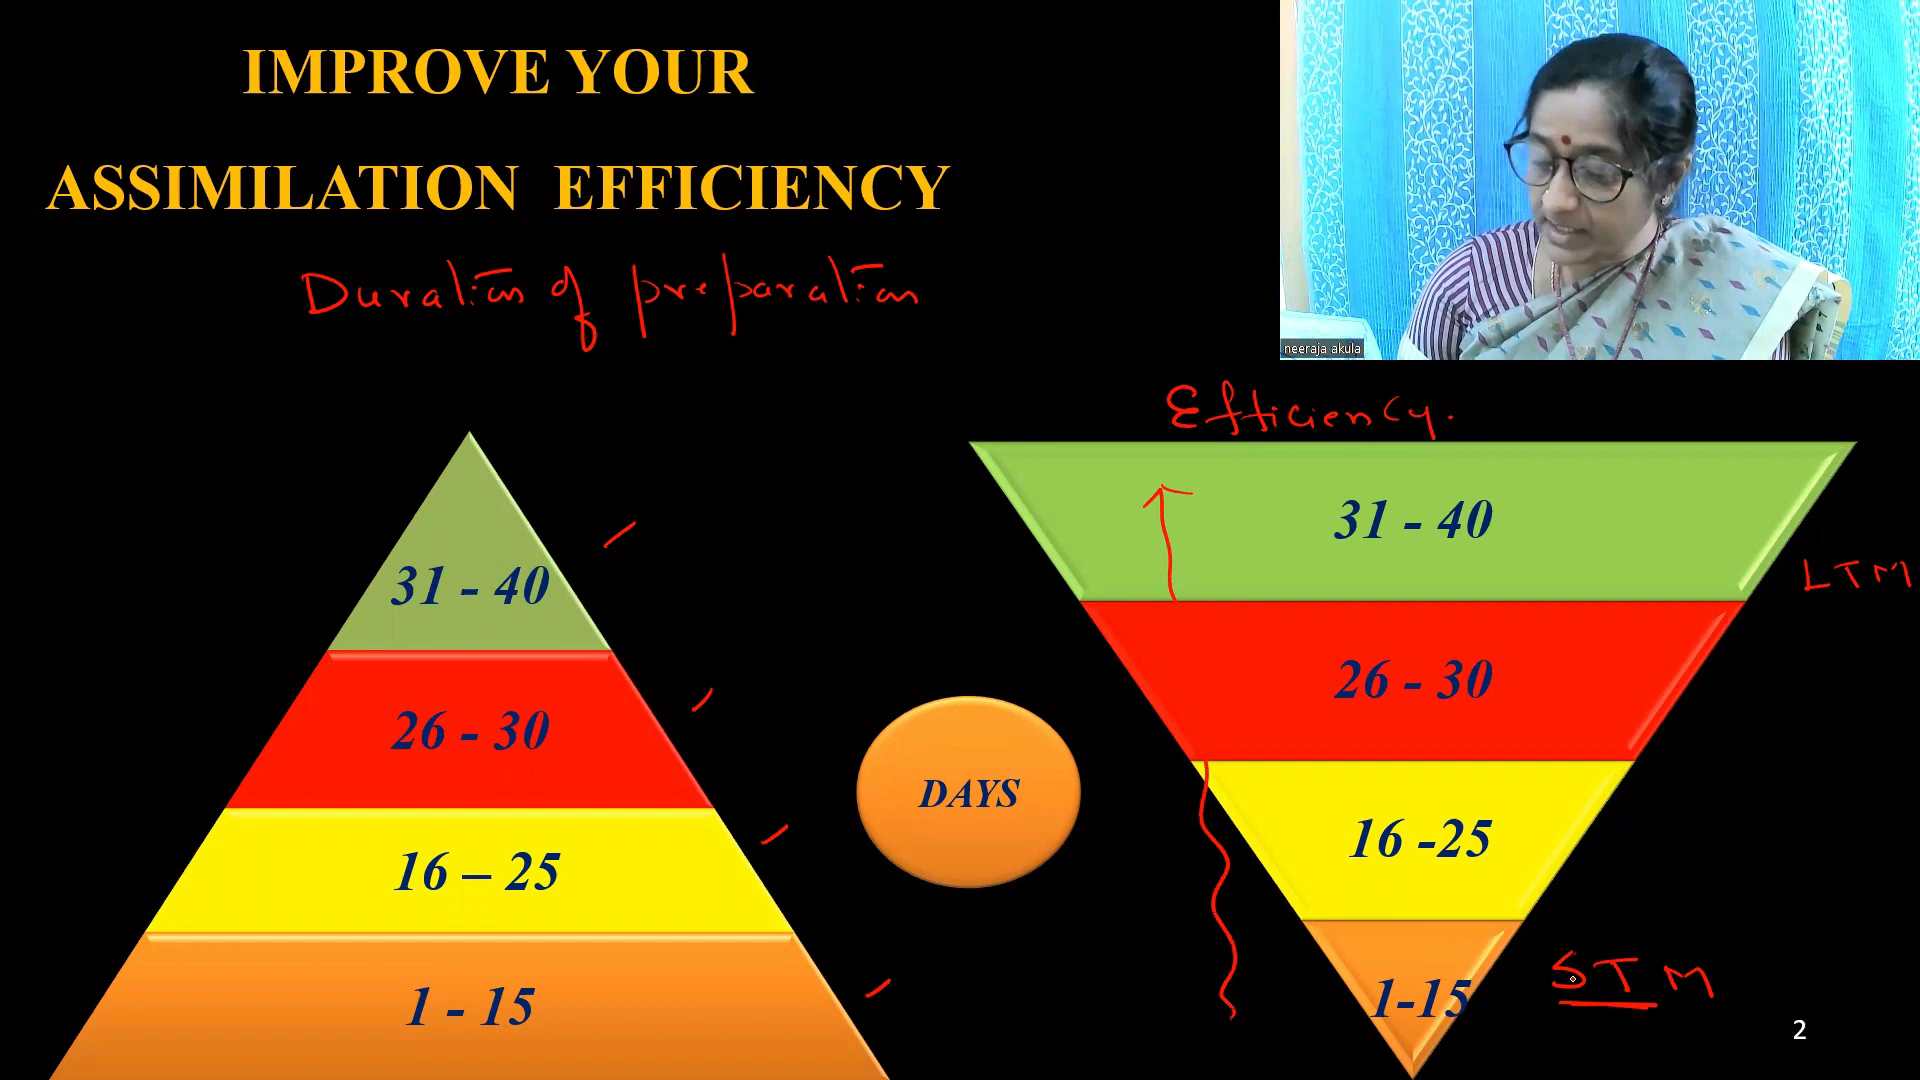 IMPROVE YOUR
ASSIMILATION EFFICIENCY
Duration of preparation
neeraja akula
Efficiency.
31 - 40
26 - 30
16 – 25
1 - 15
DAYS
31 - 40
LTM
26 - 30
16 -25
1-15
STM
2